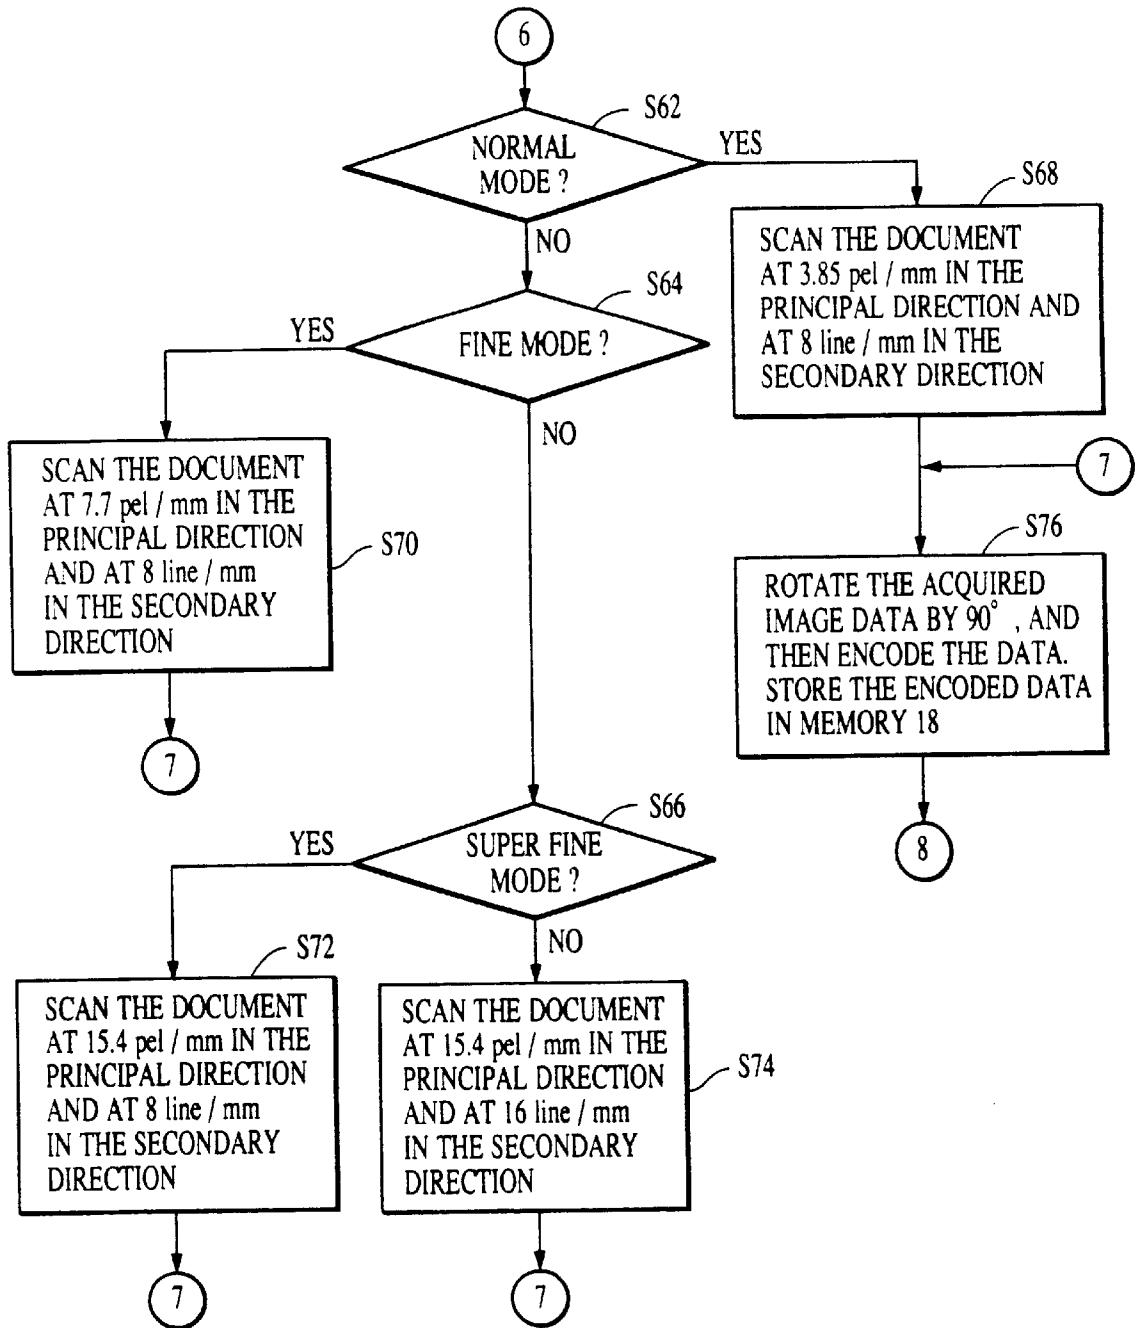 6
S62
NORMAL
MODE ?
YES
NO
S68
SCAN THE DOCUMENT
AT 3.85 pel / mm IN THE
PRINCIPAL DIRECTION AND
AT 8 line / mm IN THE
SECONDARY DIRECTION
S64
FINE MODE ?
YES
NO
7
SCAN THE DOCUMENT
AT 7.7 pel / mm IN THE
PRINCIPAL DIRECTION
AND AT 8 line / mm
IN THE SECONDARY
DIRECTION
S70
7
S76
ROTATE THE ACQUIRED
IMAGE DATA BY 90° , AND
THEN ENCODE THE DATA.
STORE THE ENCODED DATA
IN MEMORY 18
8
S66
SUPER FINE
MODE ?
YES
NO
S72
SCAN THE DOCUMENT
AT 15.4 pel / mm IN THE
PRINCIPAL DIRECTION
AND AT 8 line / mm
IN THE SECONDARY
DIRECTION
7
SCAN THE DOCUMENT
AT 15.4 pel / mm IN THE
PRINCIPAL DIRECTION
AND AT 16 line / mm
IN THE SECONDARY
DIRECTION
S74
7